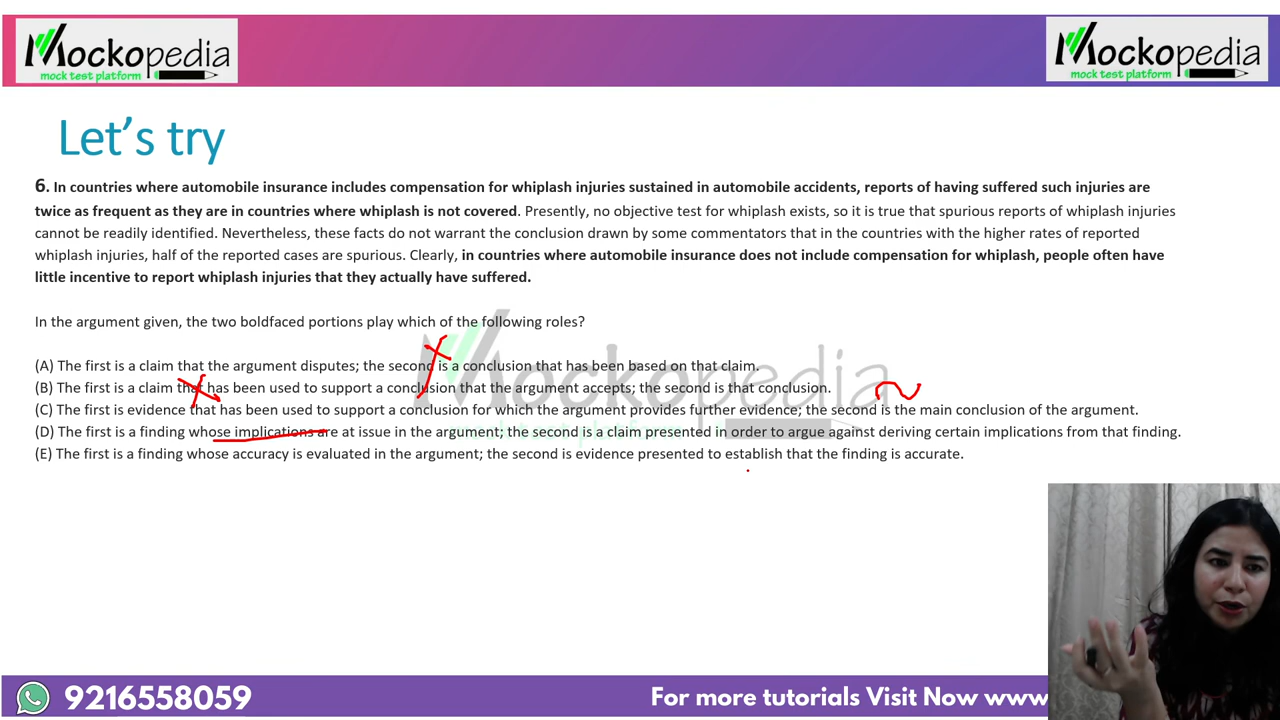 Mockopedia
mock test platform
Mockopedia
mock test platform
Let’s try
6. In countries where automobile insurance includes compensation for whiplash injuries sustained in automobile accidents, reports of having suffered such injuries are
twice as frequent as they are in countries where whiplash is not covered. Presently, no objective test for whiplash exists, so it is true that spurious reports of whiplash injuries
cannot be readily identified. Nevertheless, these facts do not warrant the conclusion drawn by some commentators that in the countries with the higher rates of reported
whiplash injuries, half of the reported cases are spurious. Clearly, in countries where automobile insurance does not include compensation for whiplash, people often have
little incentive to report whiplash injuries that they actually have suffered.
In the argument given, the two boldfaced portions play which of the following roles?
(A) The first is a claim that the argument disputes; the second is a conclusion that has been based on that claim.
(B) The first is a claim that has been used to support a conclusion that the argument accepts; the second is that conclusion.
(C) The first is evidence that has been used to support a conclusion for which the argument provides further evidence; the second is the main conclusion of the argument.
(D) The first is a finding whose implications are at issue in the argument; the second is a claim presented in order to argue against deriving certain implications from that finding.
(E) The first is a finding whose accuracy is evaluated in the argument; the second is evidence presented to establish that the finding is accurate.
Mockopedia
mock test platform
9216558059
For more tutorials Visit Now www